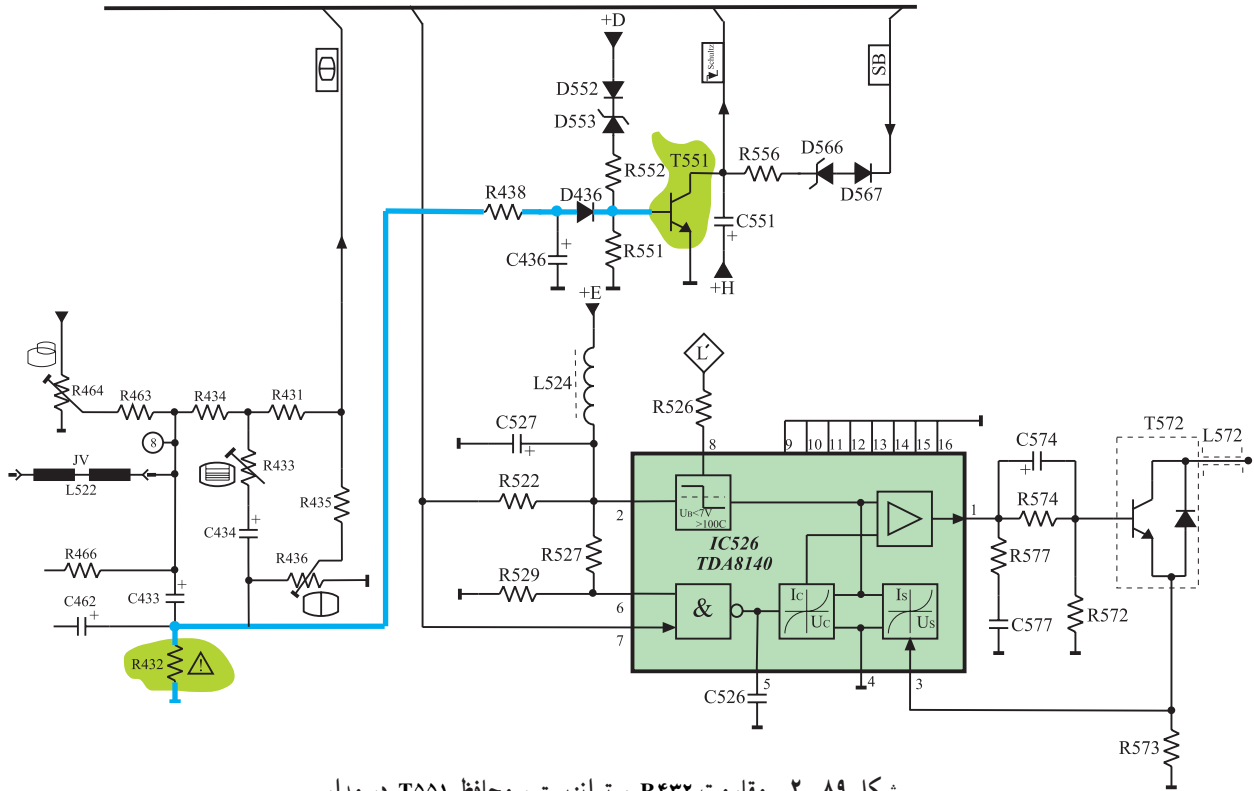 +D
D552
D553
R552
T551
R556
D566
D567
SB
Schultz
R438
D436
C436
R551
C551
+H
+E
L524
L´
R526
C527
R522
R527
R529
R464
R463
R434
R431
8
JV
L522
R433
C434
R435
R436
R466
C433
C462
R432
8
9 10 11 12 13 14 15 16
2
UB<7V
>100C
IC526
TDA8140
1
6
7
&
IC
UC
IS
US
5
4
3
C526
C574
R574
R577
C577
R572
T572
L572
R573